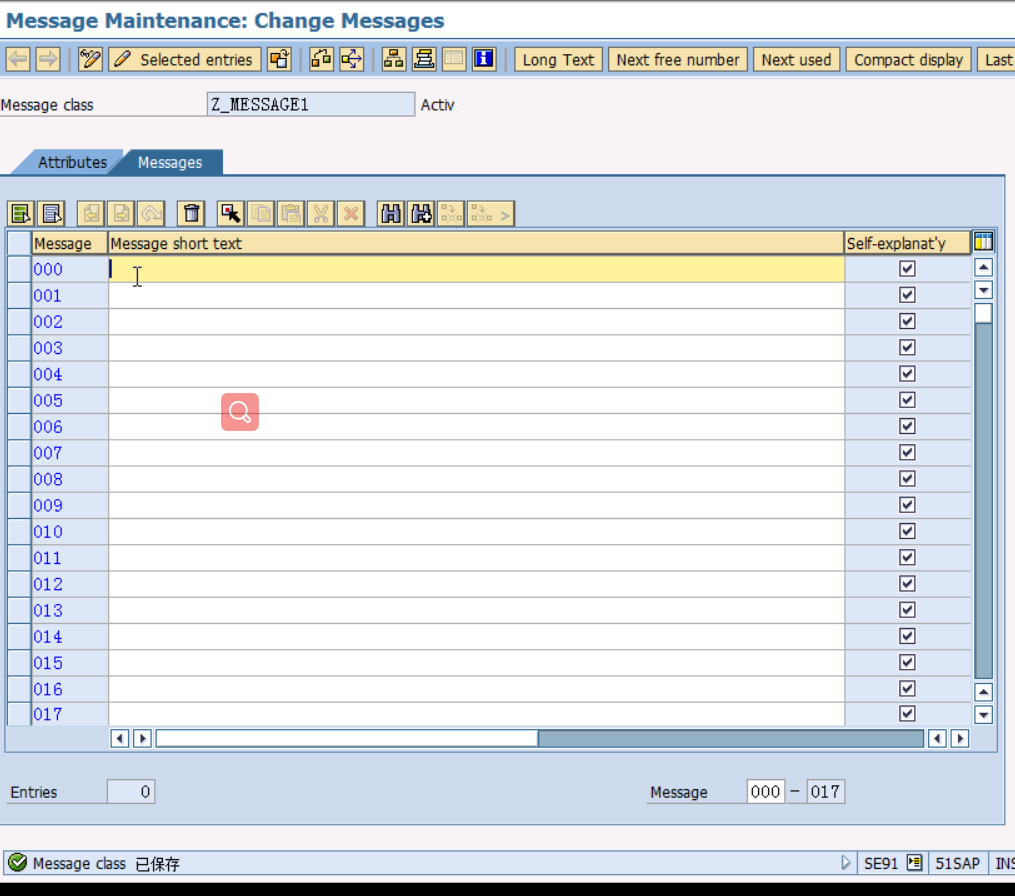 Message Maintenance: Change Messages
Selected entries Long Text Next free number Next used Compact display Last
Message class Z_MESSAGE1 Activ
Attributes Messages
Message Message short text Self-explanat'y
000
001
002
003
004
005
006
007
008
009
010
011
012
013
014
015
016
017
Entries 0 Message 000 - 017
Message class 已保存 SE91 51SAP INS